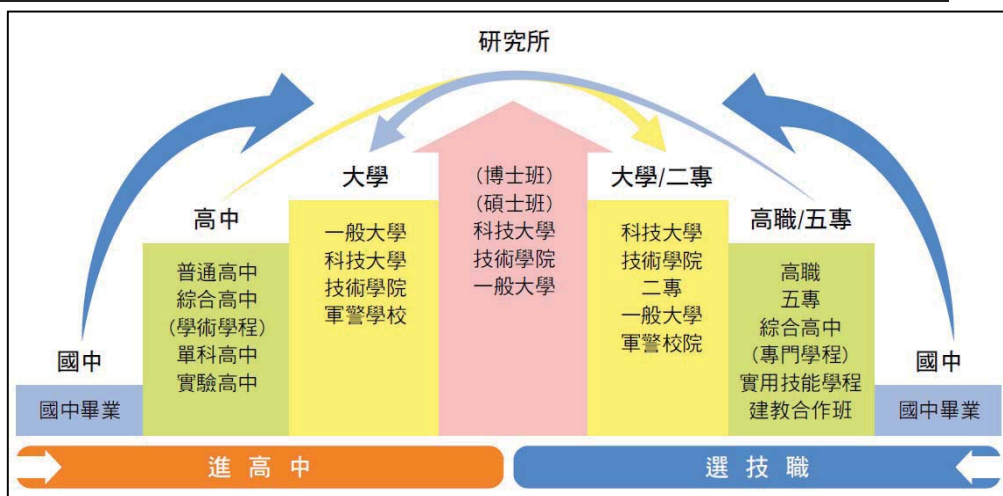 研究所
大學
一般大學
科技大學
技術學院
軍警學校
(博士班)
(碩士班)
科技大學
技術學院
一般大學
大學/二專
科技大學
技術學院
二專
一般大學
軍警校院
高中
普通高中
綜合高中
(學術學程)
單科高中
實驗高中
高職/五專
高職
五專
綜合高中
(專門學程)
實用技能學程
建教合作班
國中
國中畢業
國中
國中畢業
進高中
選技職